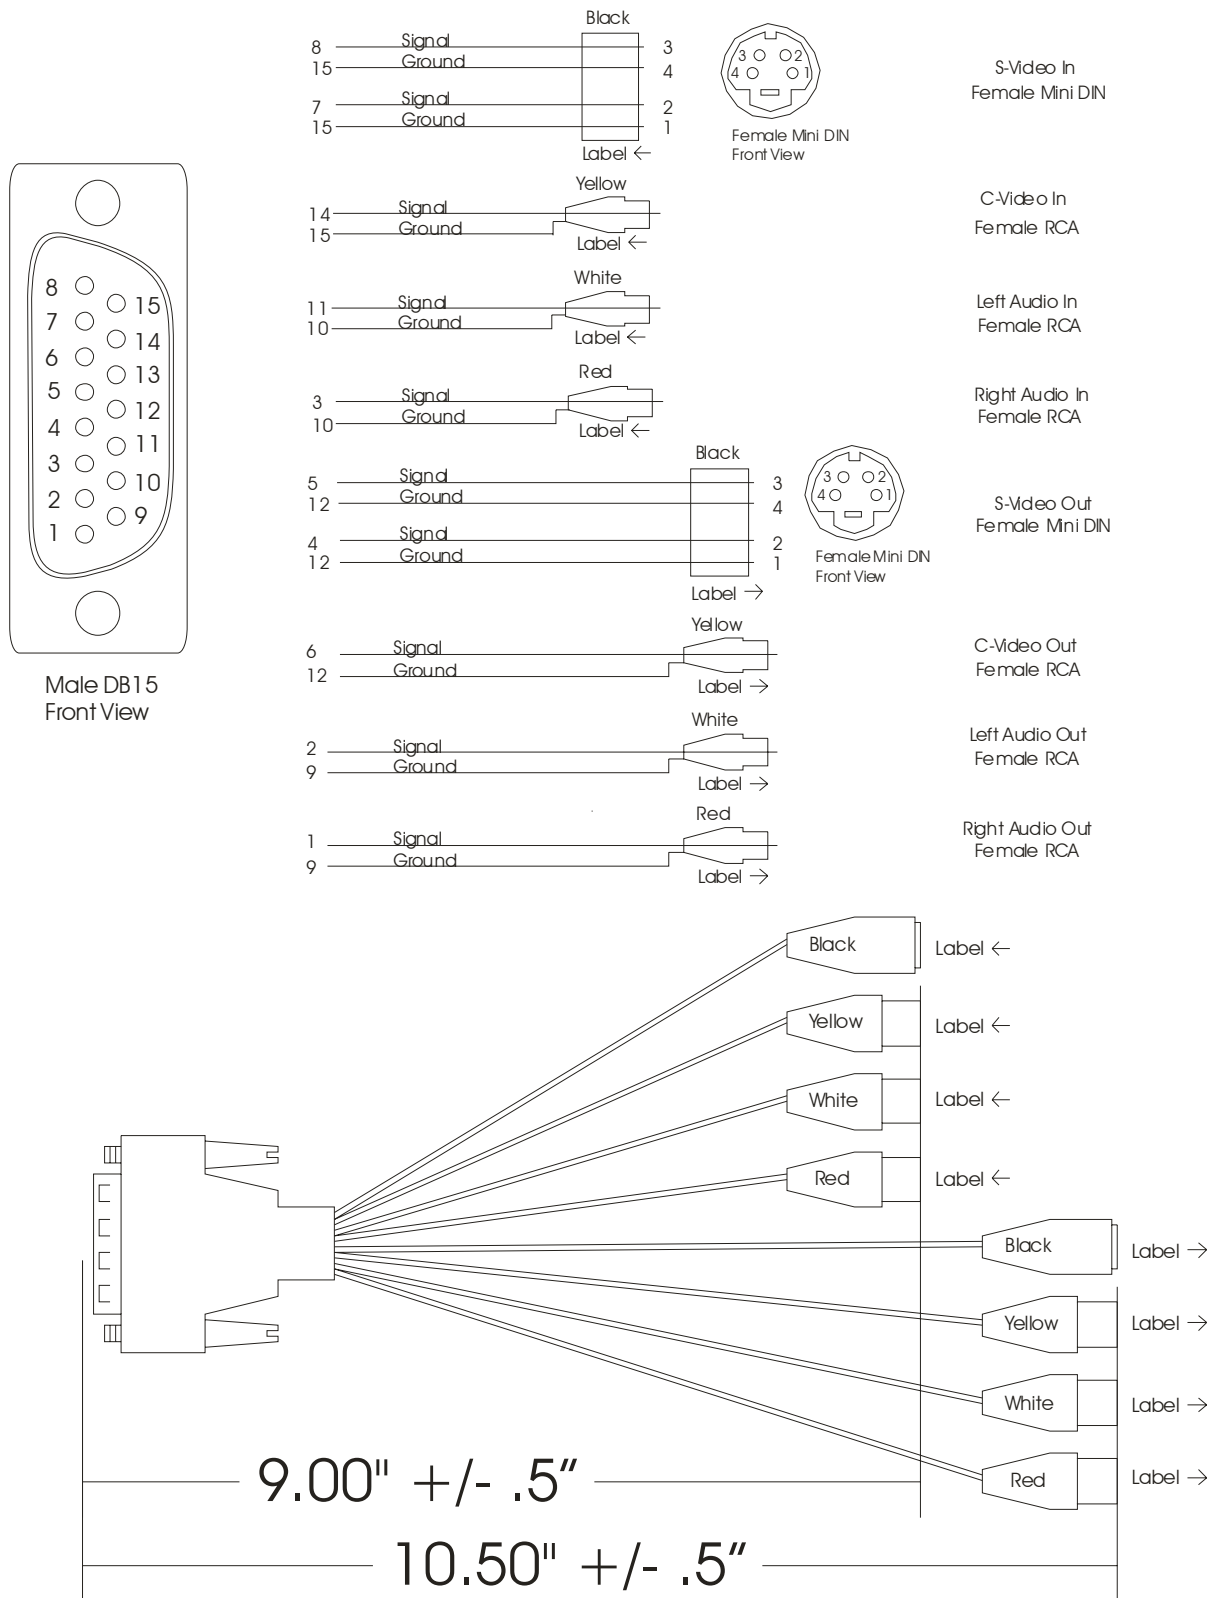 Black
8 Signal 3
15 Ground 4
7 Signal 2
15 Ground 1
Label ←
3 2
4 1
Female Mini DIN
Front View
S-Video In
Female Mini DIN
Yellow
14 Signal
15 Ground
Label ←
C-Video In
Female RCA
White
11 Signal
10 Ground
Label ←
Left Audio In
Female RCA
Red
3 Signal
10 Ground
Label ←
Right Audio In
Female RCA
Black
5 Signal 3
12 Ground 4
4 Signal 2
12 Ground 1
Label →
3 2
4 1
Female Mini DIN
Front View
S-Video Out
Female Mini DIN
Yellow
6 Signal
12 Ground
Label →
C-Video Out
Female RCA
White
2 Signal
9 Ground
Label →
Left Audio Out
Female RCA
Red
1 Signal
9 Ground
Label →
Right Audio Out
Female RCA
8
15
7
14
6
13
5
12
4
11
3
10
2
9
1
Male DB15
Front View
Black Label ←
Yellow Label ←
White Label ←
Red Label ←
Black Label →
Yellow Label →
White Label →
Red Label →
9.00" +/- .5"
10.50" +/- .5"